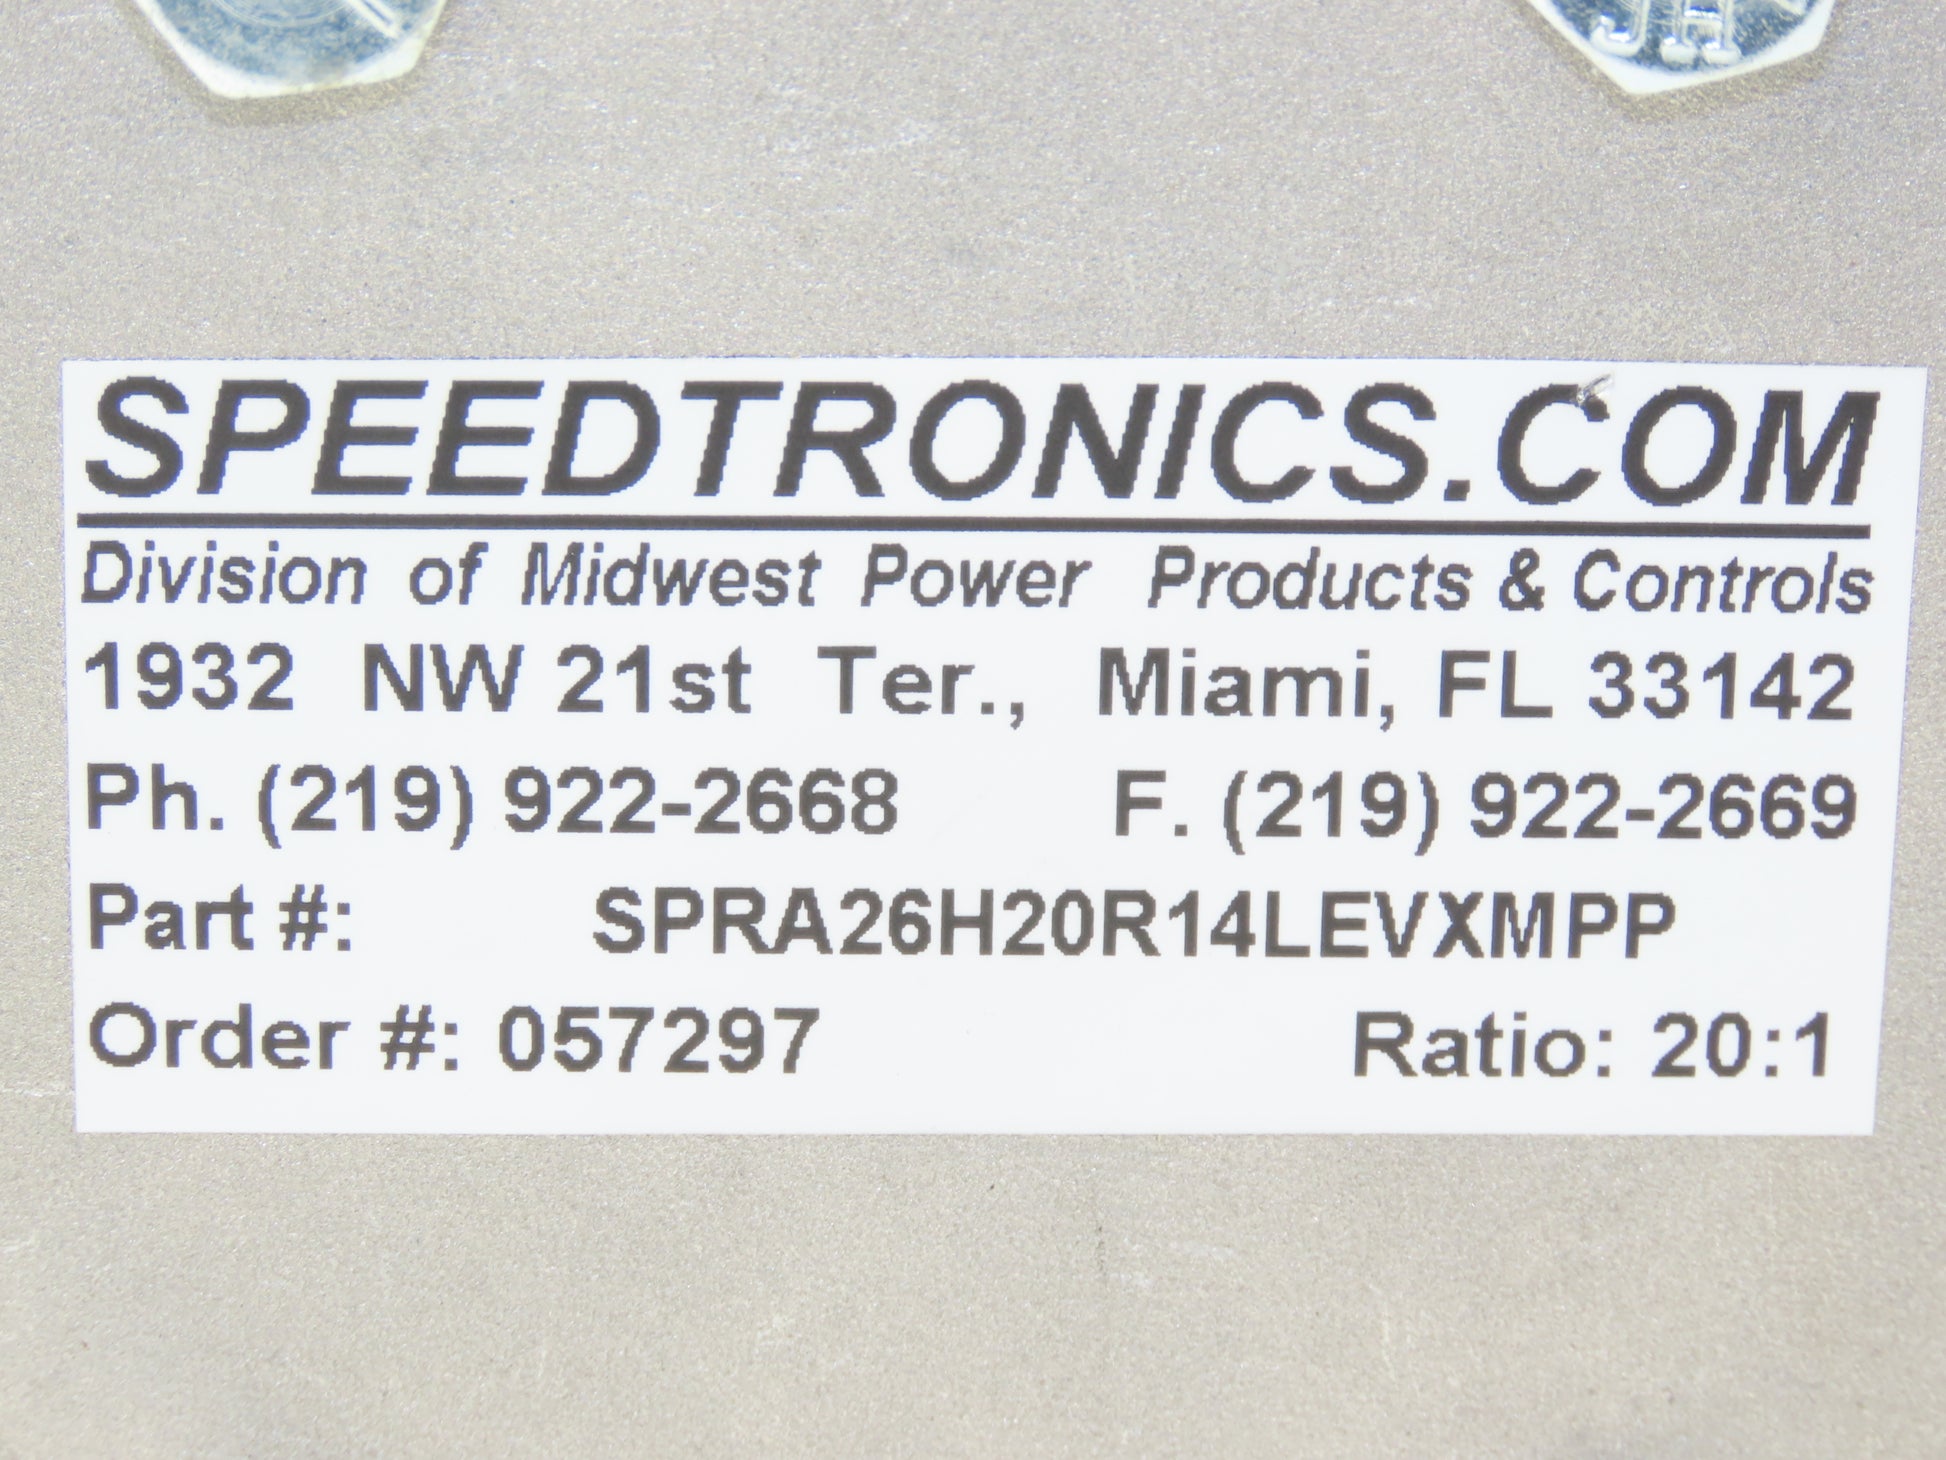 JH
SPEEDTRONICS.COM
Division of Midwest Power Products & Controls
1932 NW 21st Ter., Miami, FL 33142
Ph. (219) 922-2668 F. (219) 922-2669
Part #: SPRA26H20R14LEVXMPP
Order #: 057297 Ratio: 20:1